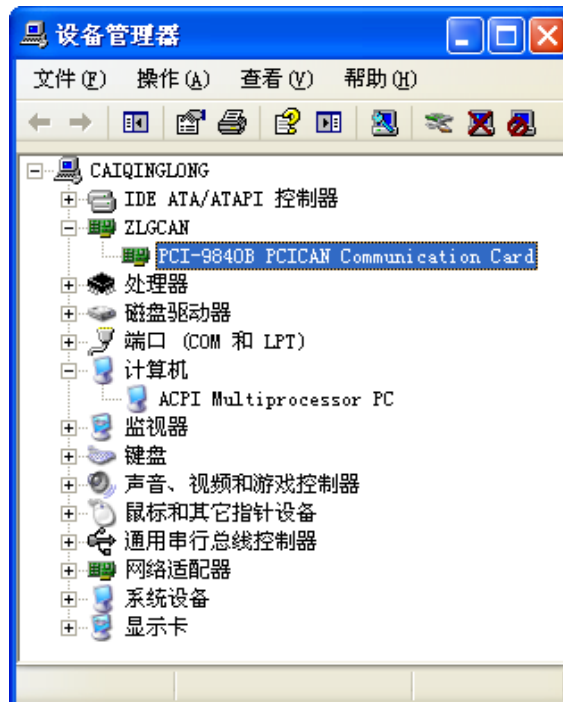 设备管理器
文件(F) 操作(A) 查看(V) 帮助(H)
CAIQINGLONG
IDE ATA/ATAPI 控制器
ZLGCAN
PCI-9840B PCICAN Communication Card
处理器
磁盘驱动器
端口 (COM 和 LPT)
计算机
ACPI Multiprocessor PC
监视器
键盘
声音、视频和游戏控制器
鼠标和其它指针设备
通用串行总线控制器
网络适配器
系统设备
显示卡